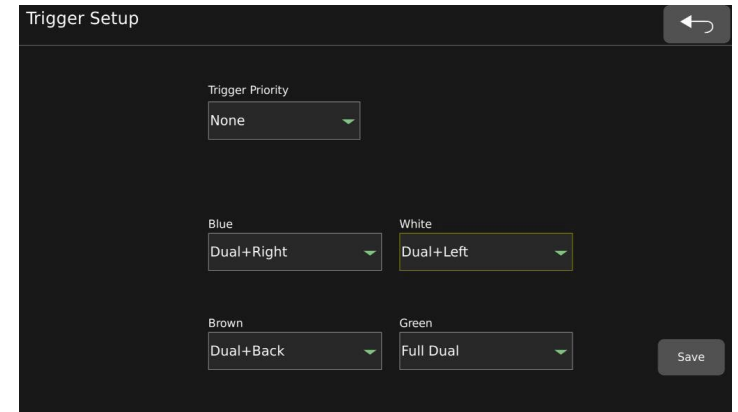 Trigger Setup
Trigger Priority
None
Blue
White
Dual+Right
Dual+Left
Brown
Green
Dual+Back
Full Dual
Save